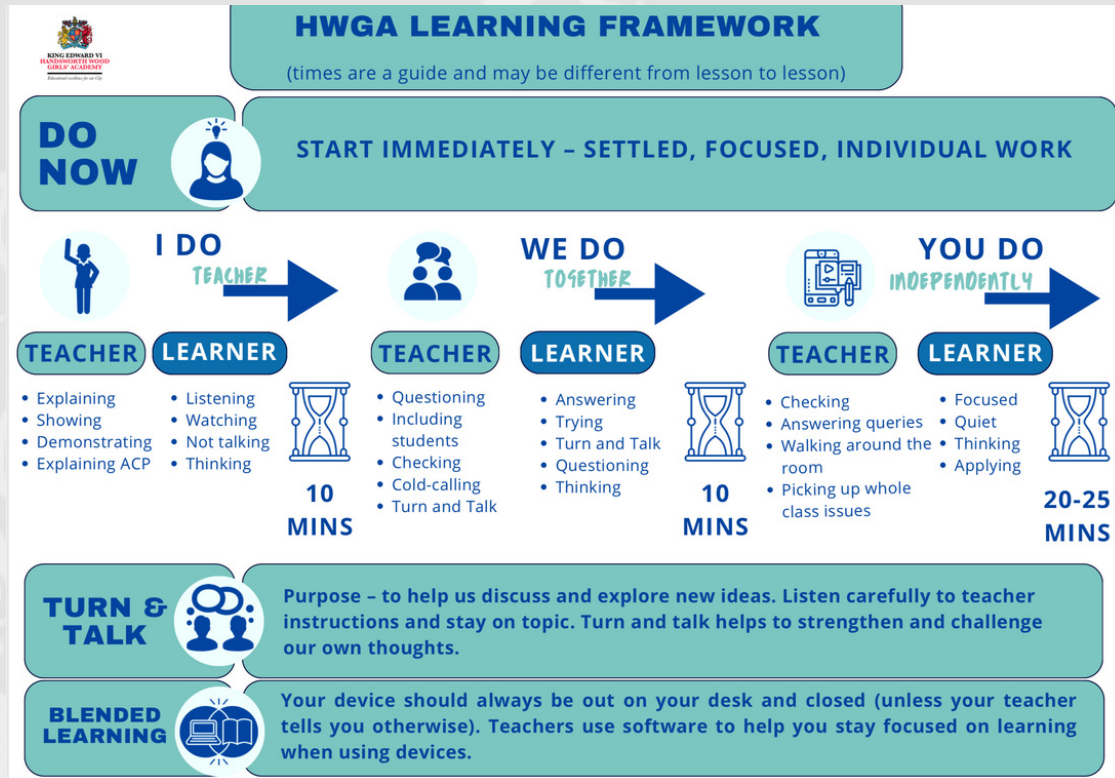 KING EDWARD VI
HANDSWORTH WOOD
GIRLS' ACADEMY
Educational excellence for our City
HWGA LEARNING FRAMEWORK
(times are a guide and may be different from lesson to lesson)
DO
NOW
START IMMEDIATELY – SETTLED, FOCUSED, INDIVIDUAL WORK
I DO
TEACHER
TEACHER
• Explaining
• Showing
• Demonstrating
• Explaining ACP
LEARNER
• Listening
• Watching
• Not talking
• Thinking
10
MINS
WE DO
TOGETHER
TEACHER
• Questioning
• Including
students
• Checking
• Cold-calling
• Turn and Talk
LEARNER
• Answering
• Trying
• Turn and Talk
• Questioning
• Thinking
10
MINS
YOU DO
INDEPENDENTLY
TEACHER
• Checking
• Answering queries
• Walking around the
room
• Picking up whole
class issues
LEARNER
• Focused
• Quiet
• Thinking
• Applying
20-25
MINS
TURN &
TALK
Purpose – to help us discuss and explore new ideas. Listen carefully to teacher
instructions and stay on topic. Turn and talk helps to strengthen and challenge
our own thoughts.
BLENDED
LEARNING
Your device should always be out on your desk and closed (unless your teacher
tells you otherwise). Teachers use software to help you stay focused on learning
when using devices.